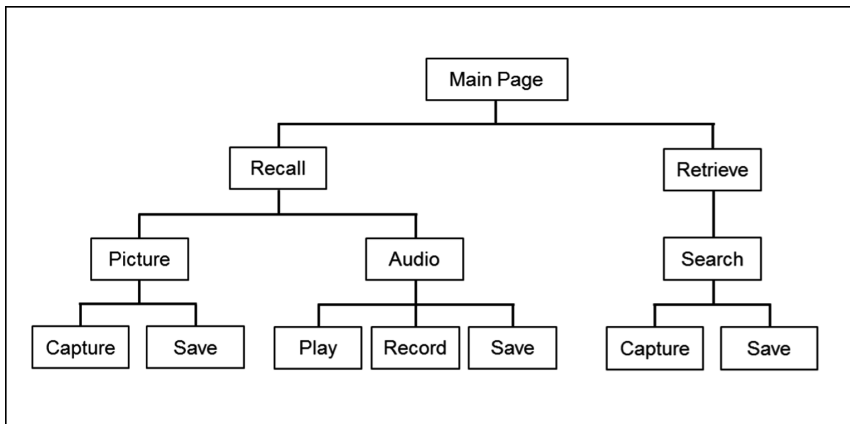 Main Page
Recall
Retrieve
Picture
Audio
Search
Capture
Save
Play
Record
Save
Capture
Save